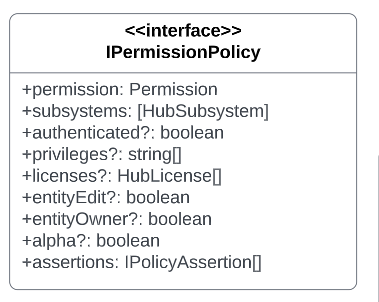 <<interface>>
IPermissionPolicy
+permission: Permission
+subsystems: [HubSubsystem]
+authenticated?: boolean
+privileges?: string[]
+licenses?: HubLicense[]
+entityEdit?: boolean
+entityOwner?: boolean
+alpha?: boolean
+assertions: IPolicyAssertion[]